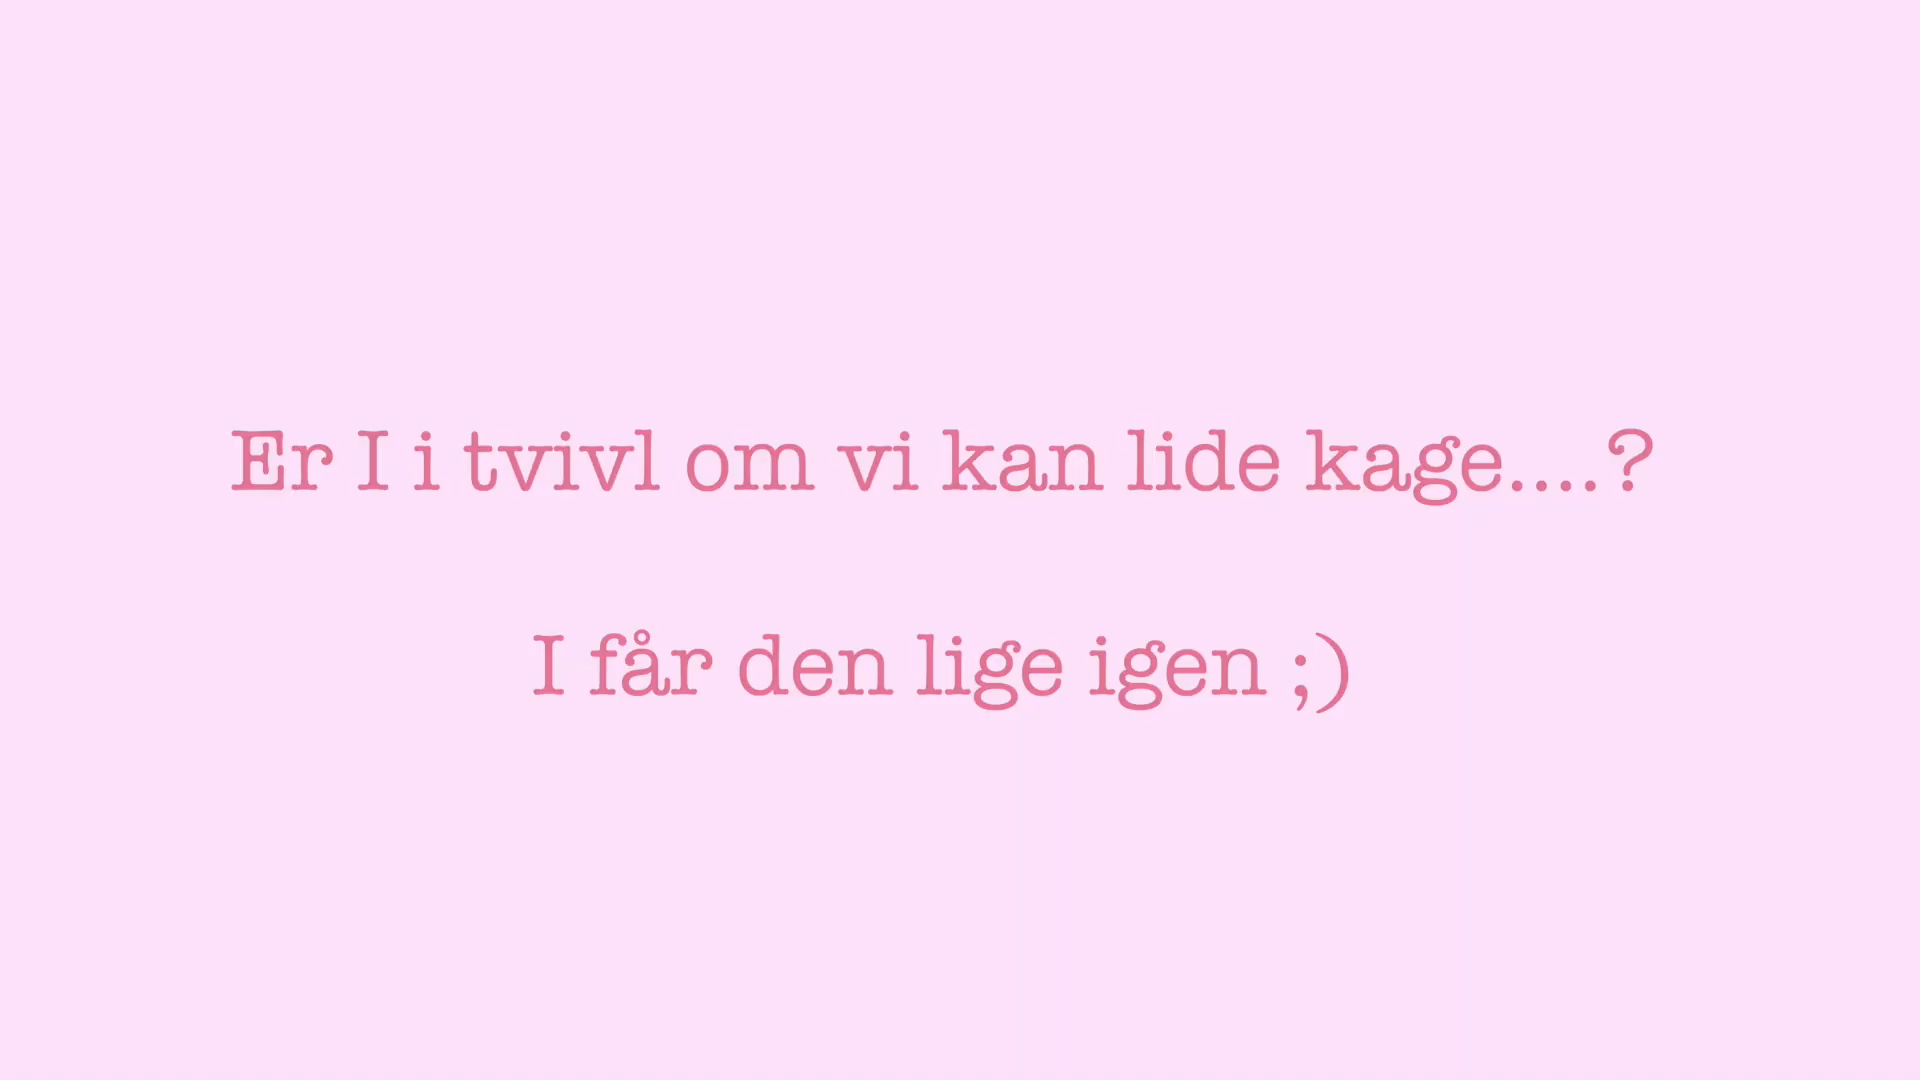 Er I i tvivl om vi kan lide kage....?
I får den lige igen ;)